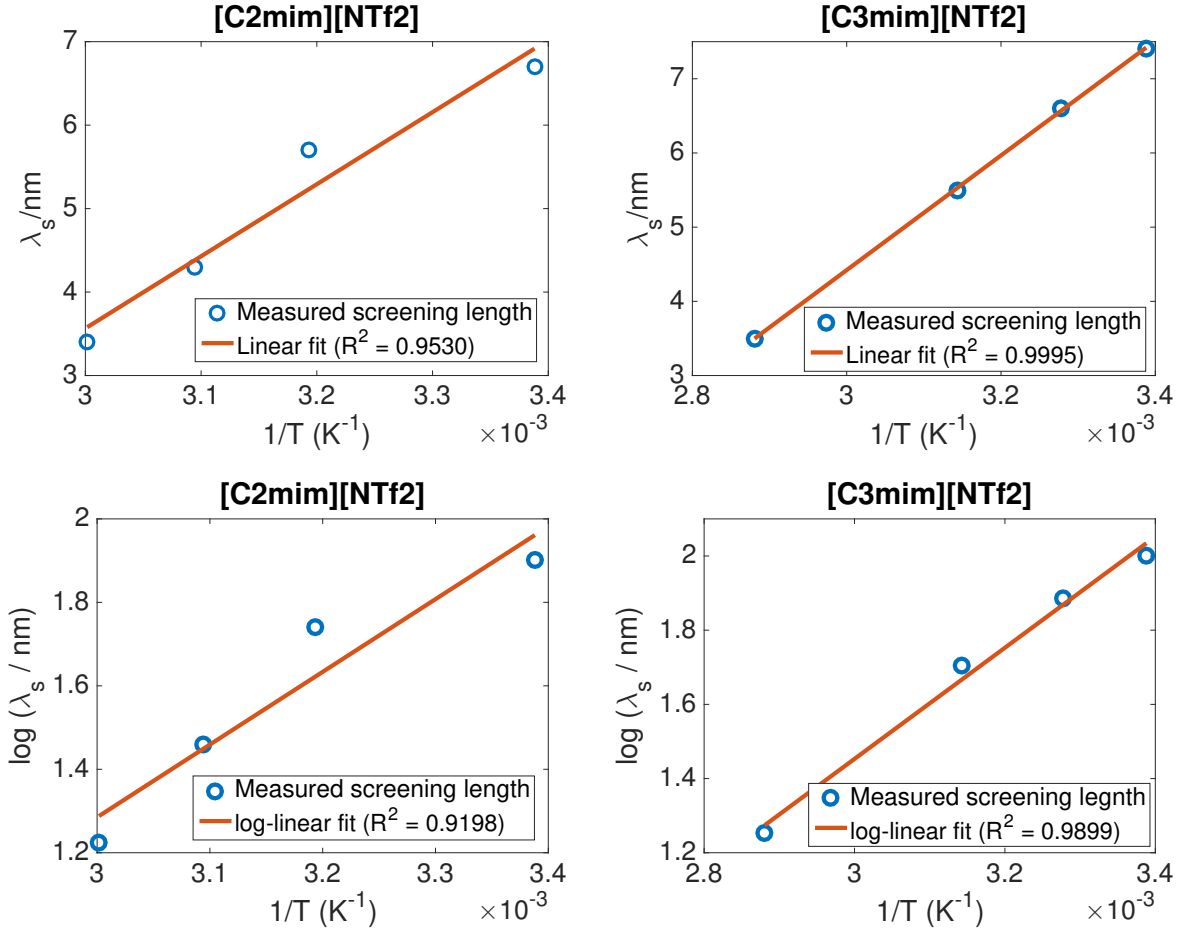 [C2mim][NTf2]
7
6
5
4
3
λs/nm
Measured screening length
Linear fit (R2 = 0.9530)
3
3.1
3.2
3.3
3.4
1/T (K-1)
×10-3
[C3mim][NTf2]
7
6
5
4
3
λs/nm
Measured screening length
Linear fit (R2 = 0.9995)
2.8
3
3.2
3.4
1/T (K-1)
×10-3
[C2mim][NTf2]
2
1.8
1.6
1.4
1.2
log (λs / nm)
Measured screening length
log-linear fit (R2 = 0.9198)
3
3.1
3.2
3.3
3.4
1/T (K-1)
×10-3
[C3mim][NTf2]
2
1.8
1.6
1.4
1.2
log (λs / nm)
Measured screening legnth
log-linear fit (R2 = 0.9899)
2.8
3
3.2
3.4
1/T (K-1)
×10-3